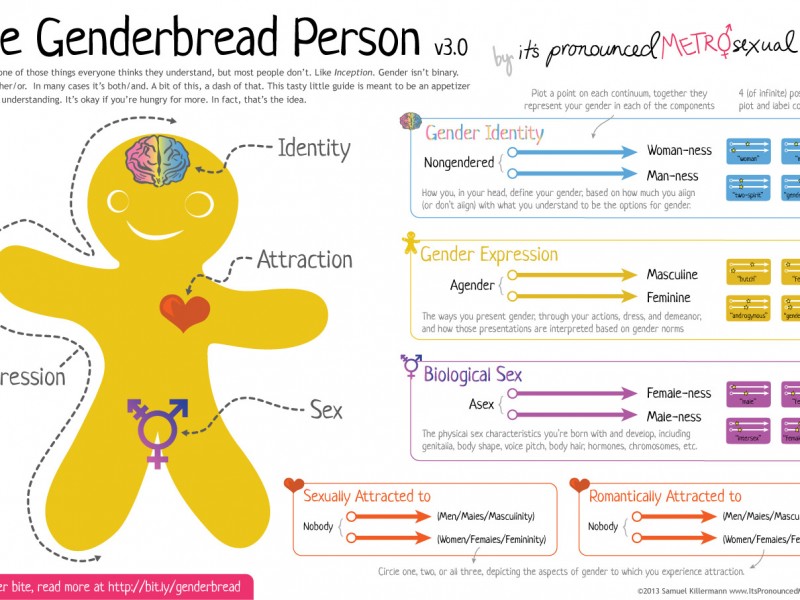 e Genderbread Person v3.0
by it's pronounced METROsexual
one of those things everyone thinks they understand, but most people don't. Like Inception. Gender isn't binary.
her/or. In many cases it's both/and. A bit of this, a dash of that. This tasty little guide is meant to be an appetizer
understanding. It's okay if you're hungry for more. In fact, that's the idea.
Plot a point on each continuum, together they
represent your gender in each of the components
4 (of infinite) pos
plot and label co
Identity
Attraction
ression
Sex
Gender Identity
Nongendered
Woman-ness
Man-ness
How you, in your head, define your gender, based on how much you align
(or don't align) with what you understand to be the options for gender.
"woman"
"two-spirit"
Gender Expression
Agender
Masculine
Feminine
The ways you present gender, through your actions, dress, and demeanor,
and how those presentations are interpreted based on gender norms
"butch"
"androgynous"
Biological Sex
Asex
Female-ness
Male-ness
The physical sex characteristics you're born with and develop, including
genitalia, body shape, voice pitch, body hair, hormones, chromosomes, etc.
"male"
"intersex"
Sexually Attracted to
Nobody
(Men/Males/Masculinity)
(Women/Females/Femininity)
Romantically Attracted to
Nobody
(Men/Males/Mascu
(Women/Females/Fe
Circle one, two, or all three, depicting the aspects of gender to which you experience attraction.
er bite, read more at http://bit.ly/genderbread
©2013 Samuel Killermann www.ItsPronouncedM